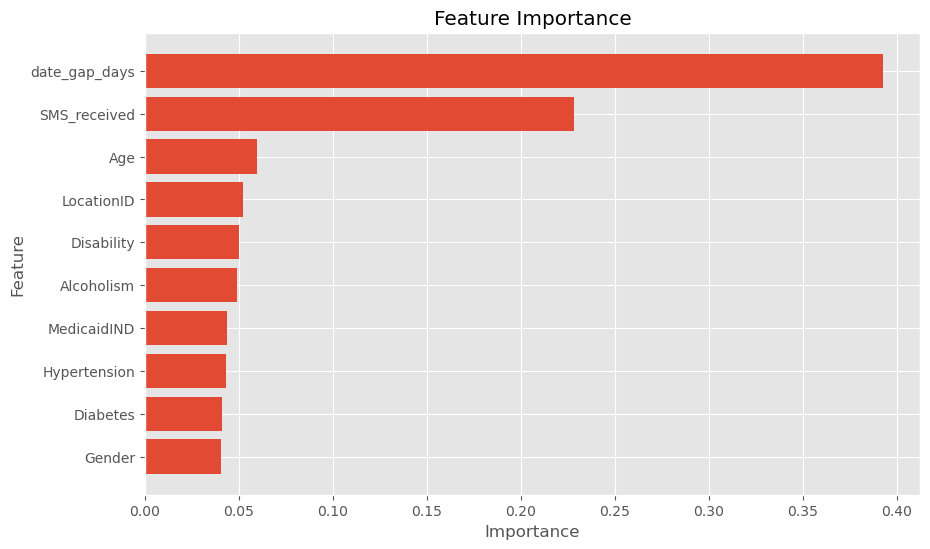 Feature Importance
date_gap_days
SMS_received
Age
LocationID
Disability
Alcoholism
MedicaidIND
Hypertension
Diabetes
Gender
Feature
0.00 0.05 0.10 0.15 0.20 0.25 0.30 0.35 0.40
Importance